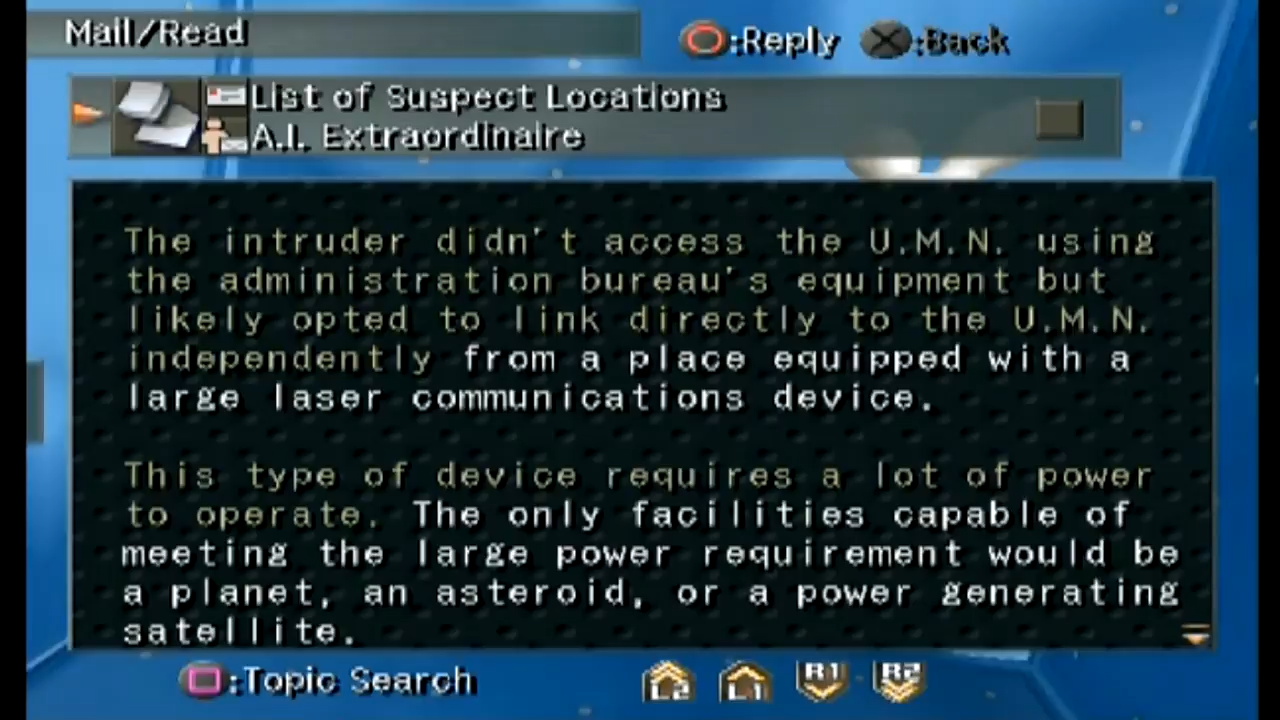 Mail/Read
:Reply :Back
List of Suspect Locations
A.I. Extraordinaire
The intruder didn't access the U.M.N. using
the administration bureau's equipment but
likely opted to link directly to the U.M.N.
independently from a place equipped with a
large laser communications device.
This type of device requires a lot of power
to operate. The only facilities capable of
meeting the large power requirement would be
a planet, an asteroid, or a power generating
satellite.
:Topic Search L2 L1 R1 R2